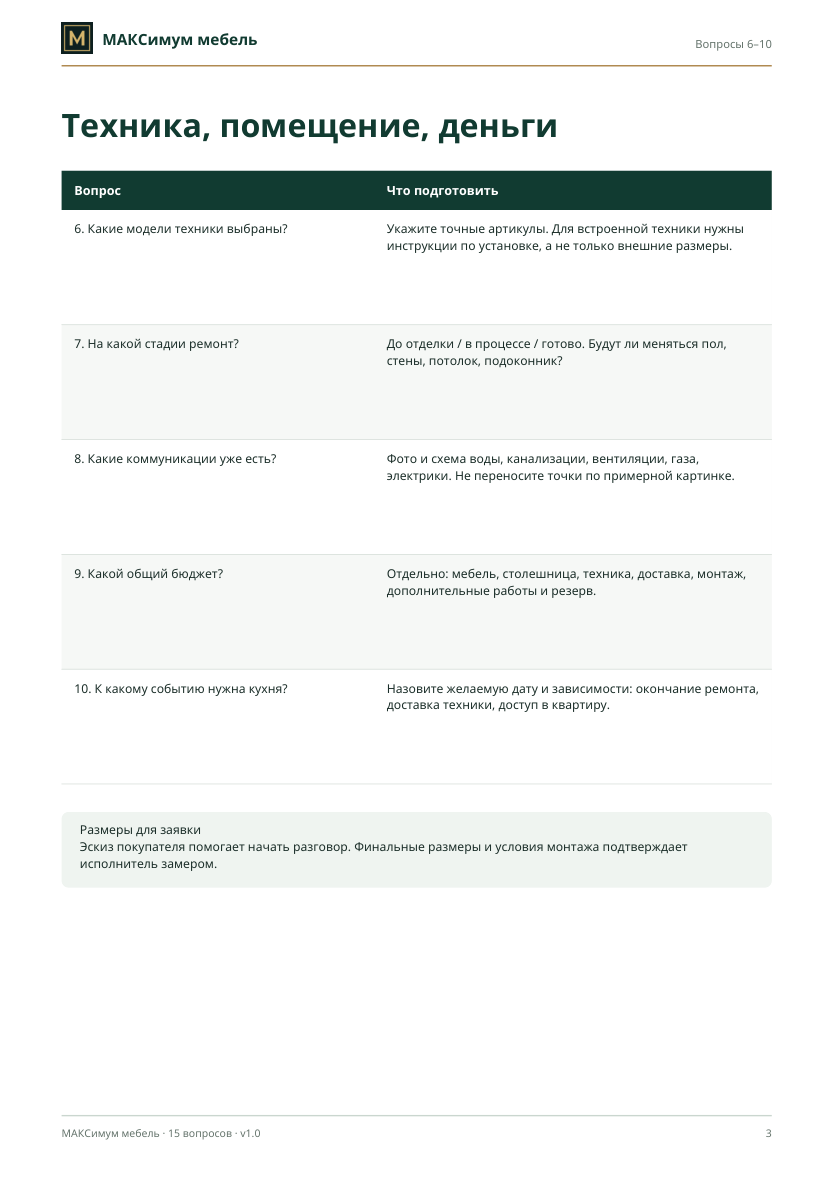 М
МАКСимум мебель
Вопросы 6–10
Техника, помещение, деньги
Вопрос
Что подготовить
6. Какие модели техники выбраны?
Укажите точные артикулы. Для встроенной техники нужны
инструкции по установке, а не только внешние размеры.
7. На какой стадии ремонт?
До отделки / в процессе / готово. Будут ли меняться пол,
стены, потолок, подоконник?
8. Какие коммуникации уже есть?
Фото и схема воды, канализации, вентиляции, газа,
электрики. Не переносите точки по примерной картинке.
9. Какой общий бюджет?
Отдельно: мебель, столешница, техника, доставка, монтаж,
дополнительные работы и резерв.
10. К какому событию нужна кухня?
Назовите желаемую дату и зависимости: окончание ремонта,
доставка техники, доступ в квартиру.
Размеры для заявки
Эскиз покупателя помогает начать разговор. Финальные размеры и условия монтажа подтверждает
исполнитель замером.
МАКСимум мебель · 15 вопросов · v1.0
3